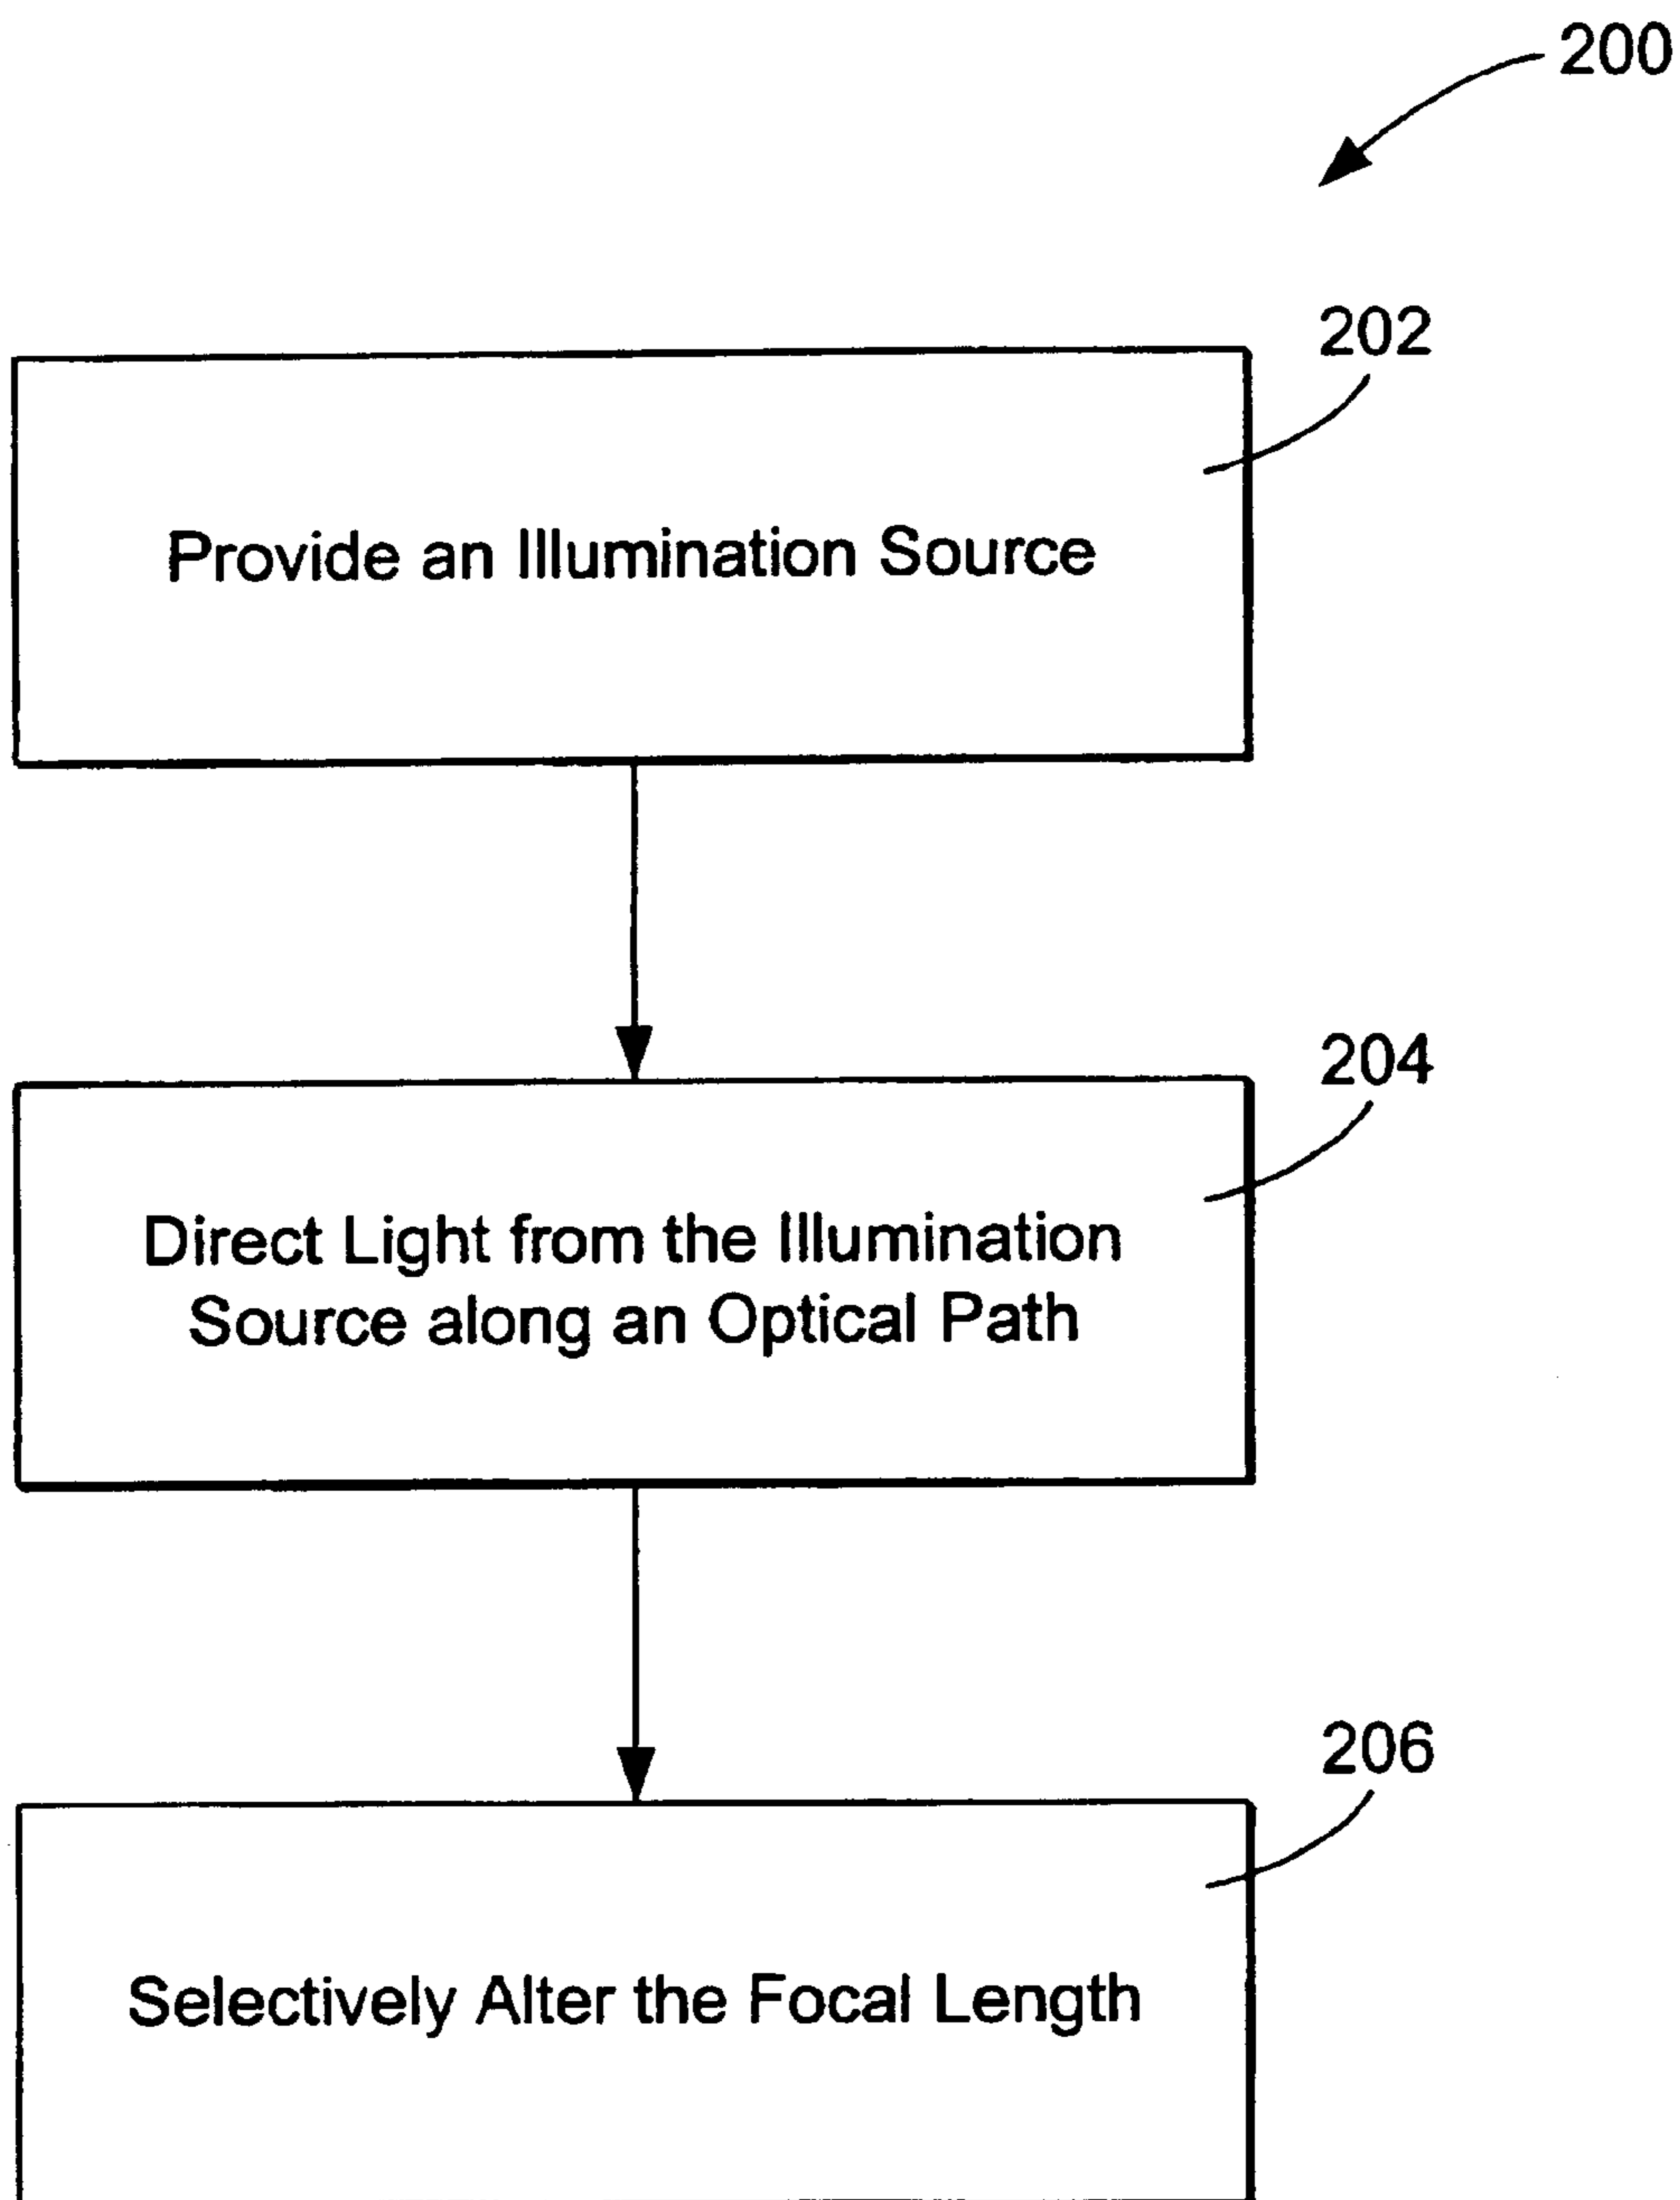 200
202
Provide an Illumination Source
204
Direct Light from the Illumination
Source along an Optical Path
206
Selectively Alter the Focal Length